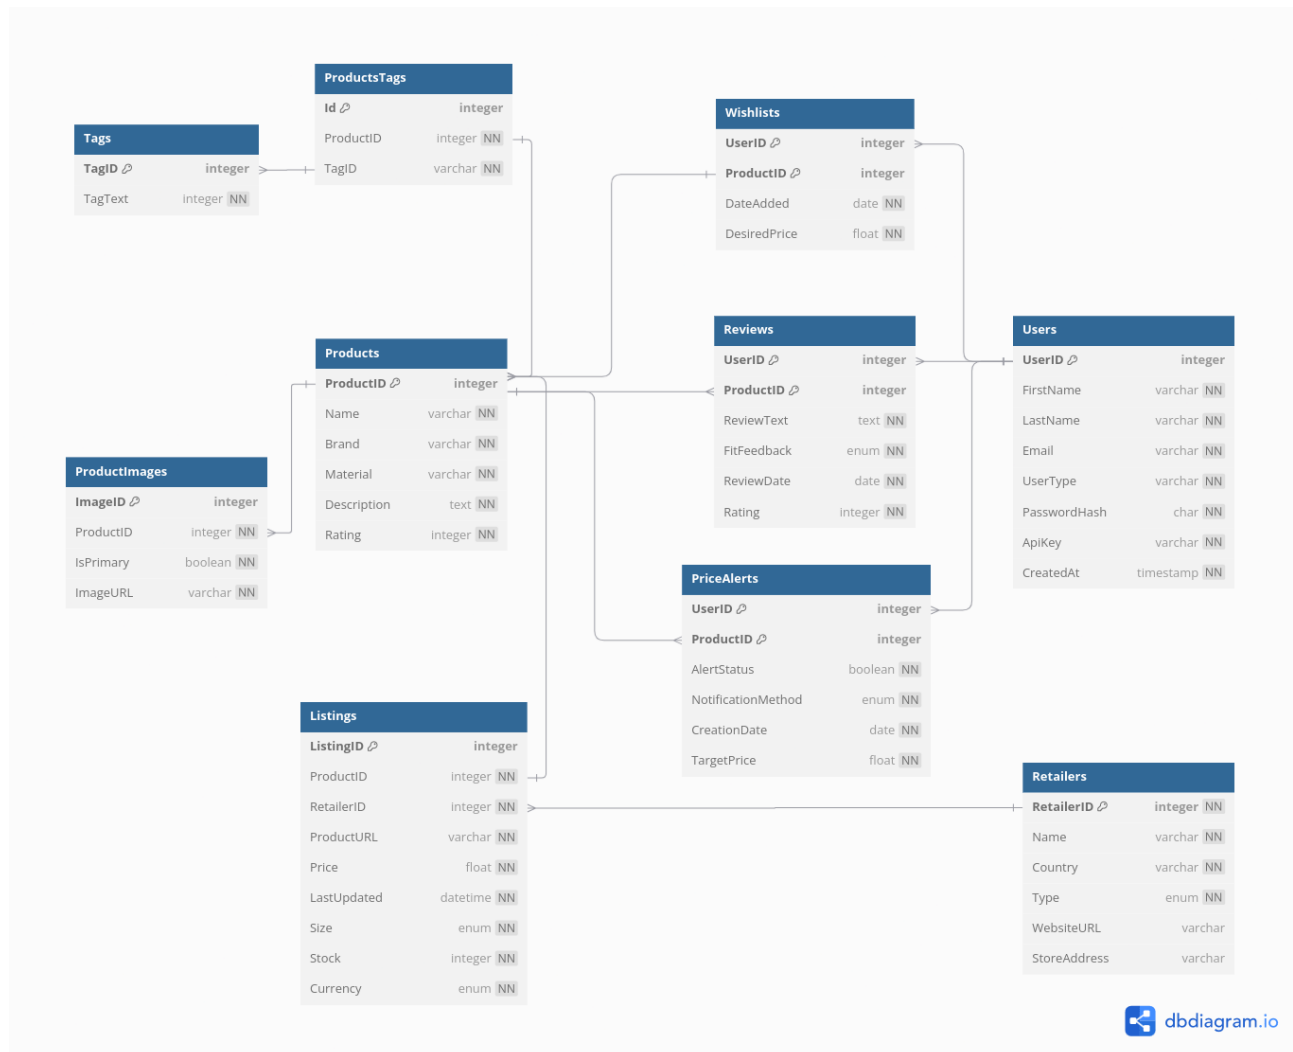 ProductsTags
Id integer
ProductID integer NN
TagID varchar NN
Tags
TagID integer
TagText integer NN
Wishlists
UserID integer
ProductID integer
DateAdded date NN
DesiredPrice float NN
Products
ProductID integer
Name varchar NN
Brand varchar NN
Material varchar NN
Description text NN
Rating integer NN
Reviews
UserID integer
ProductID integer
ReviewText text NN
FitFeedback enum NN
ReviewDate date NN
Rating integer NN
Users
UserID integer
FirstName varchar NN
LastName varchar NN
Email varchar NN
UserType varchar NN
PasswordHash char NN
ApiKey varchar NN
CreatedAt timestamp NN
ProductImages
ImageID integer
ProductID integer NN
IsPrimary boolean NN
ImageURL varchar NN
PriceAlerts
UserID integer
ProductID integer
AlertStatus boolean NN
NotificationMethod enum NN
CreationDate date NN
TargetPrice float NN
Listings
ListingID integer
ProductID integer NN
RetailerID integer NN
ProductURL varchar NN
Price float NN
LastUpdated datetime NN
Size enum NN
Stock integer NN
Currency enum NN
Retailers
RetailerID integer NN
Name varchar NN
Country varchar NN
Type enum NN
WebsiteURL varchar
StoreAddress varchar
dbdiagram.io